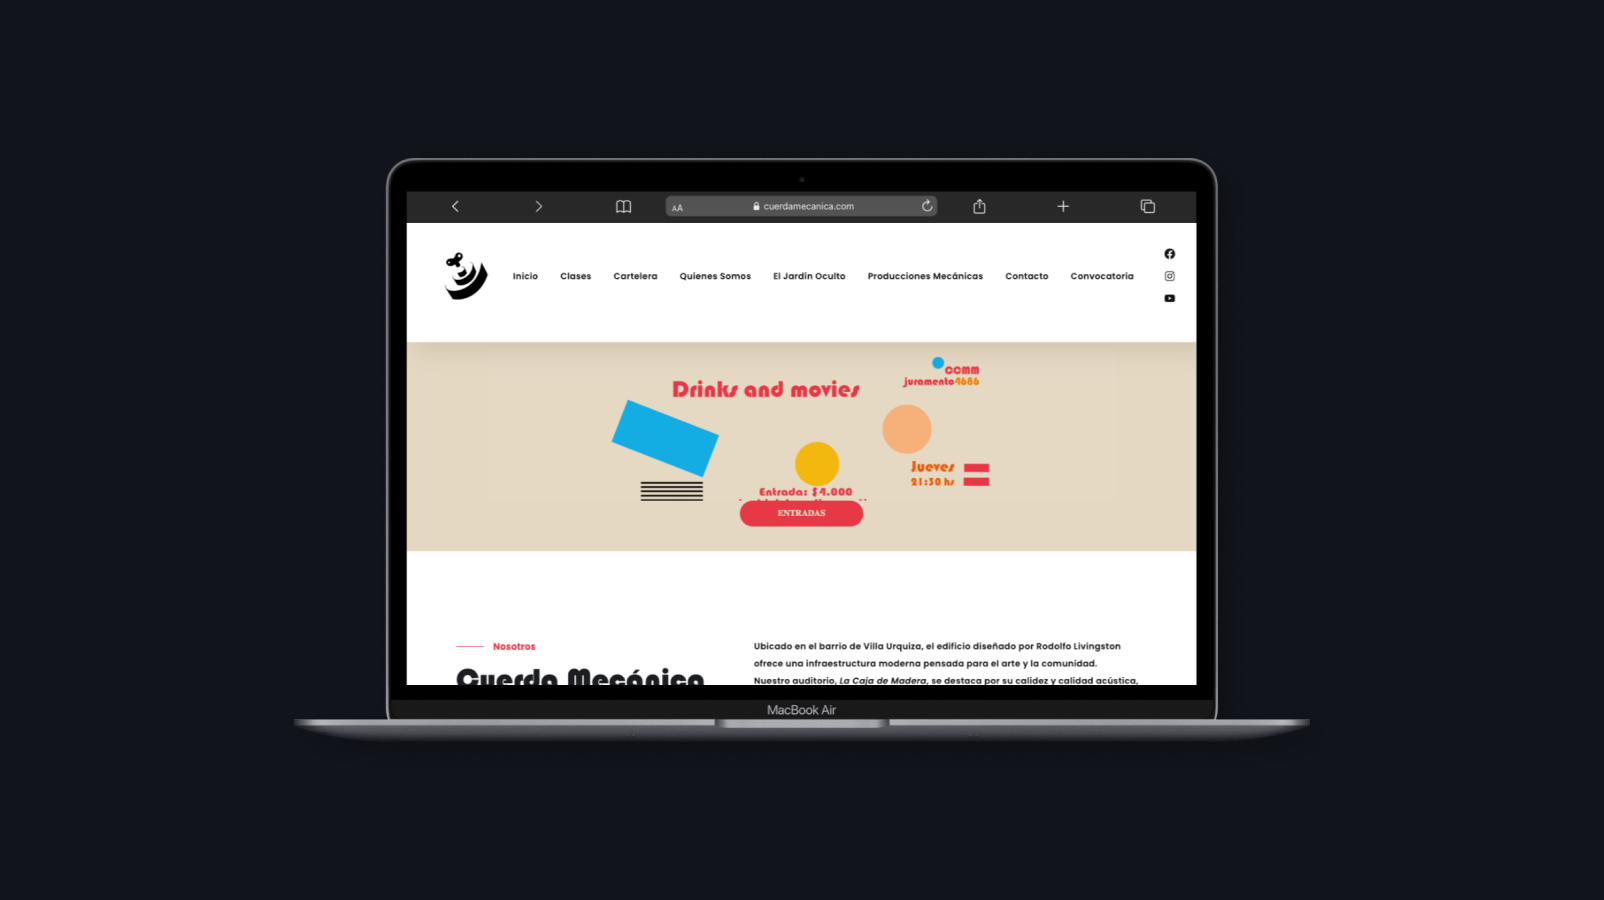 AA
cuerdamecanica.com
Inicio
Clases
Cartelera
Quienes Somos
El Jardín Oculto
Producciones Mecánicas
Contacto
Convocatoria
ccmm
juramento4686
Drinks and movies
Jueves
21:30 hs
Entrada: $4.000
ENTRADAS
Nosotros
Cuerda Mecánica
Ubicado en el barrio de Villa Urquiza, el edificio diseñado por Rodolfo Livingston
ofrece una infraestructura moderna pensada para el arte y la comunidad.
Nuestro auditorio, La Caja de Madera, se destaca por su calidez y calidad acústica,
MacBook Air